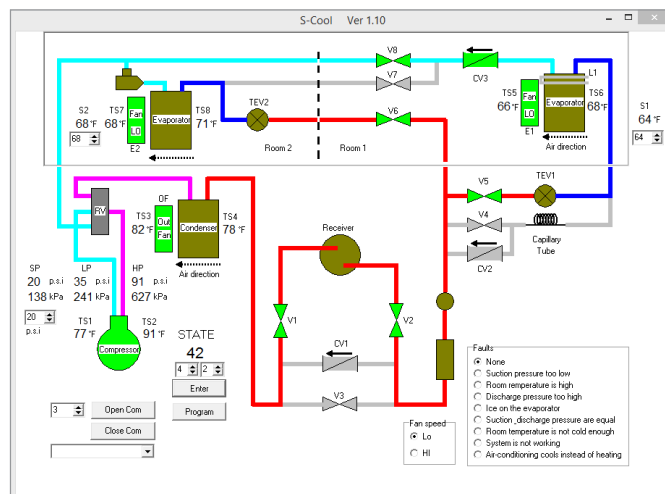 S-Cool Ver 1.10
V8
V7
CV3
L1
S2
68 °F
68
TS7
68 °F
Fan
LO
E2
Evaporator
TS8
71 °F
TEV2
V6
Room 2
Room 1
TS5
66 °F
Fan
LO
E1
Evaporator
TS6
68 °F
Air direction
S1
64 °F
64
V5
TEV1
V4
CV2
Capillary
Tube
RV
OF
TS3
82 °F
Out
Fan
Condenser
TS4
78 °F
Air direction
Receiver
SP
20 p.s.i
138 kPa
LP
35 p.s.i
241 kPa
HP
91 p.s.i
627 kPa
20
p.s.i
TS1
77 °F
TS2
91 °F
Compressor
V1
V2
CV1
V3
STATE
42
4
2
Enter
Program
3
Open Com
Close Com
Fan speed
Lo
HI
Faults
None
Suction pressure too low
Room temperature is high
Discharge pressure too high
Ice on the evaporator
Suction_discharge pressure are equal
Room temperature is not cold enough
System is not working
Air-conditioning cools instead of heating